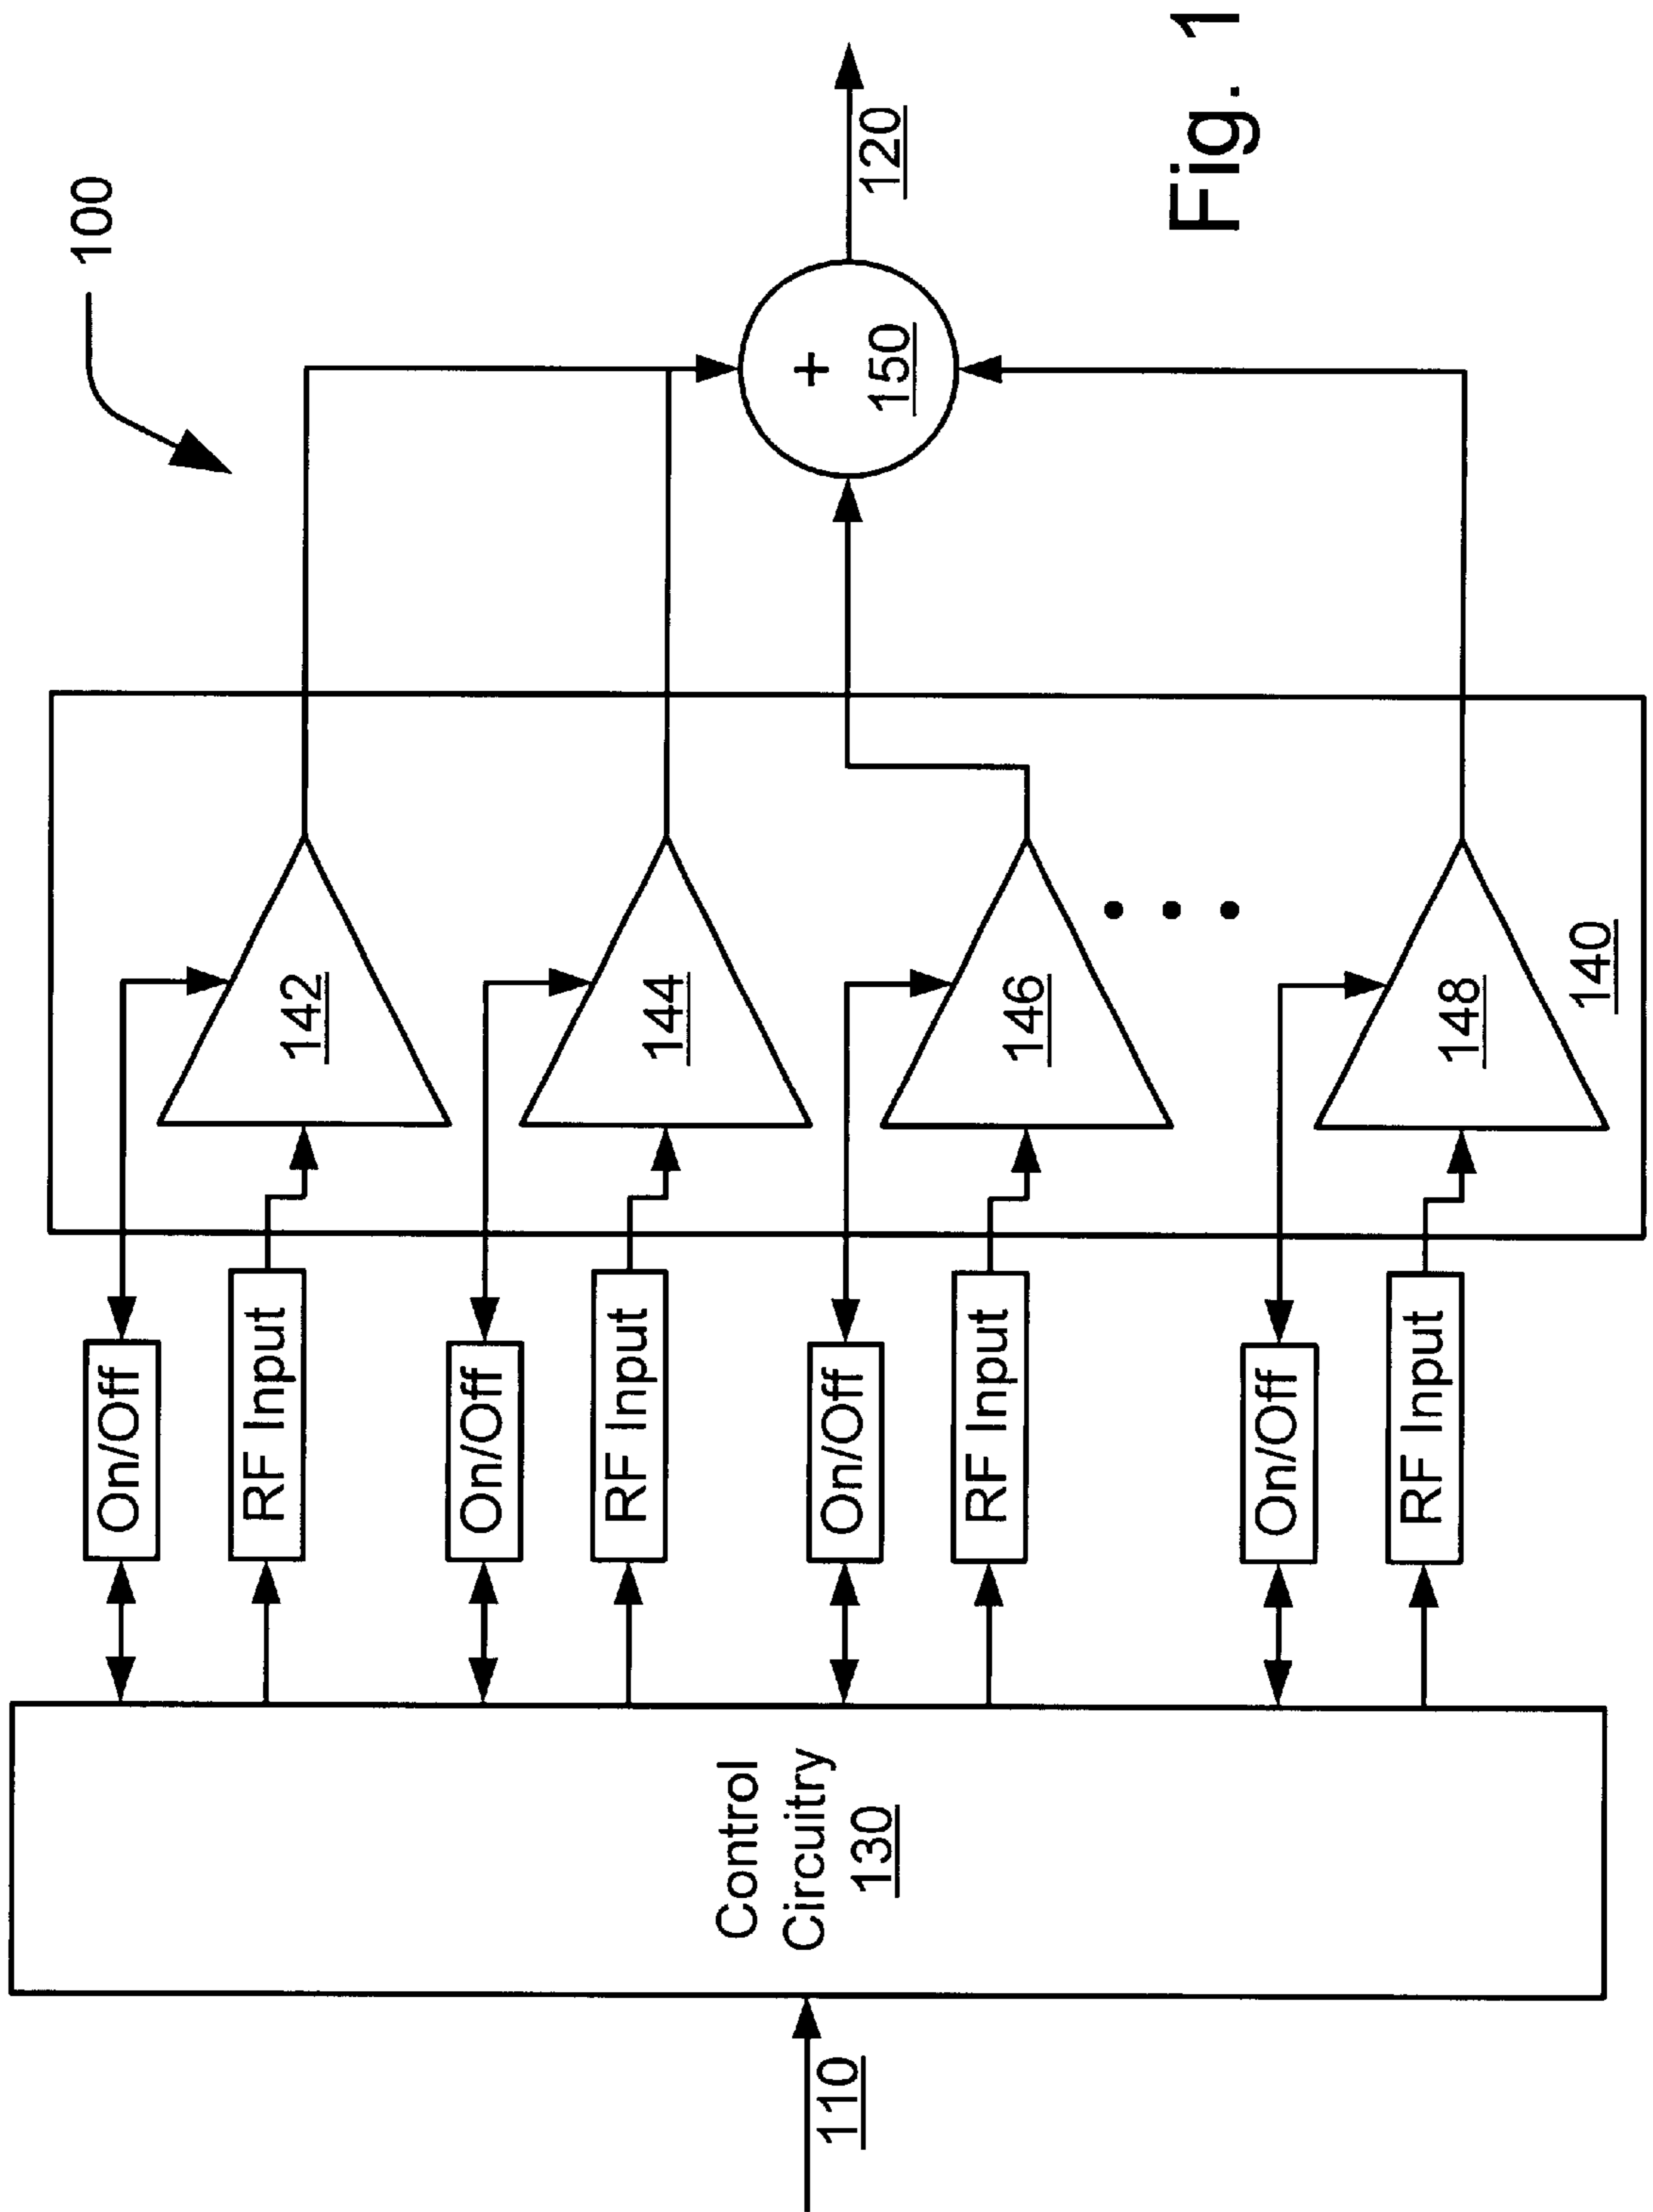 100
On/Off
142
RF Input
On/Off
144
RF Input
+
150
120
Control
Circuitry
130
110
On/Off
146
RF Input
On/Off
148
RF Input
140
Fig. 1